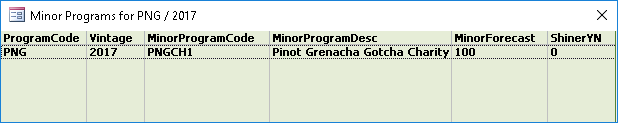 Minor Programs for PNG / 2017
ProgramCode Vintage MinorProgramCode MinorProgramDesc MinorForecast ShinerYN
PNG 2017 PNGCH1 Pinot Grenacha Gotcha Charity 100 0